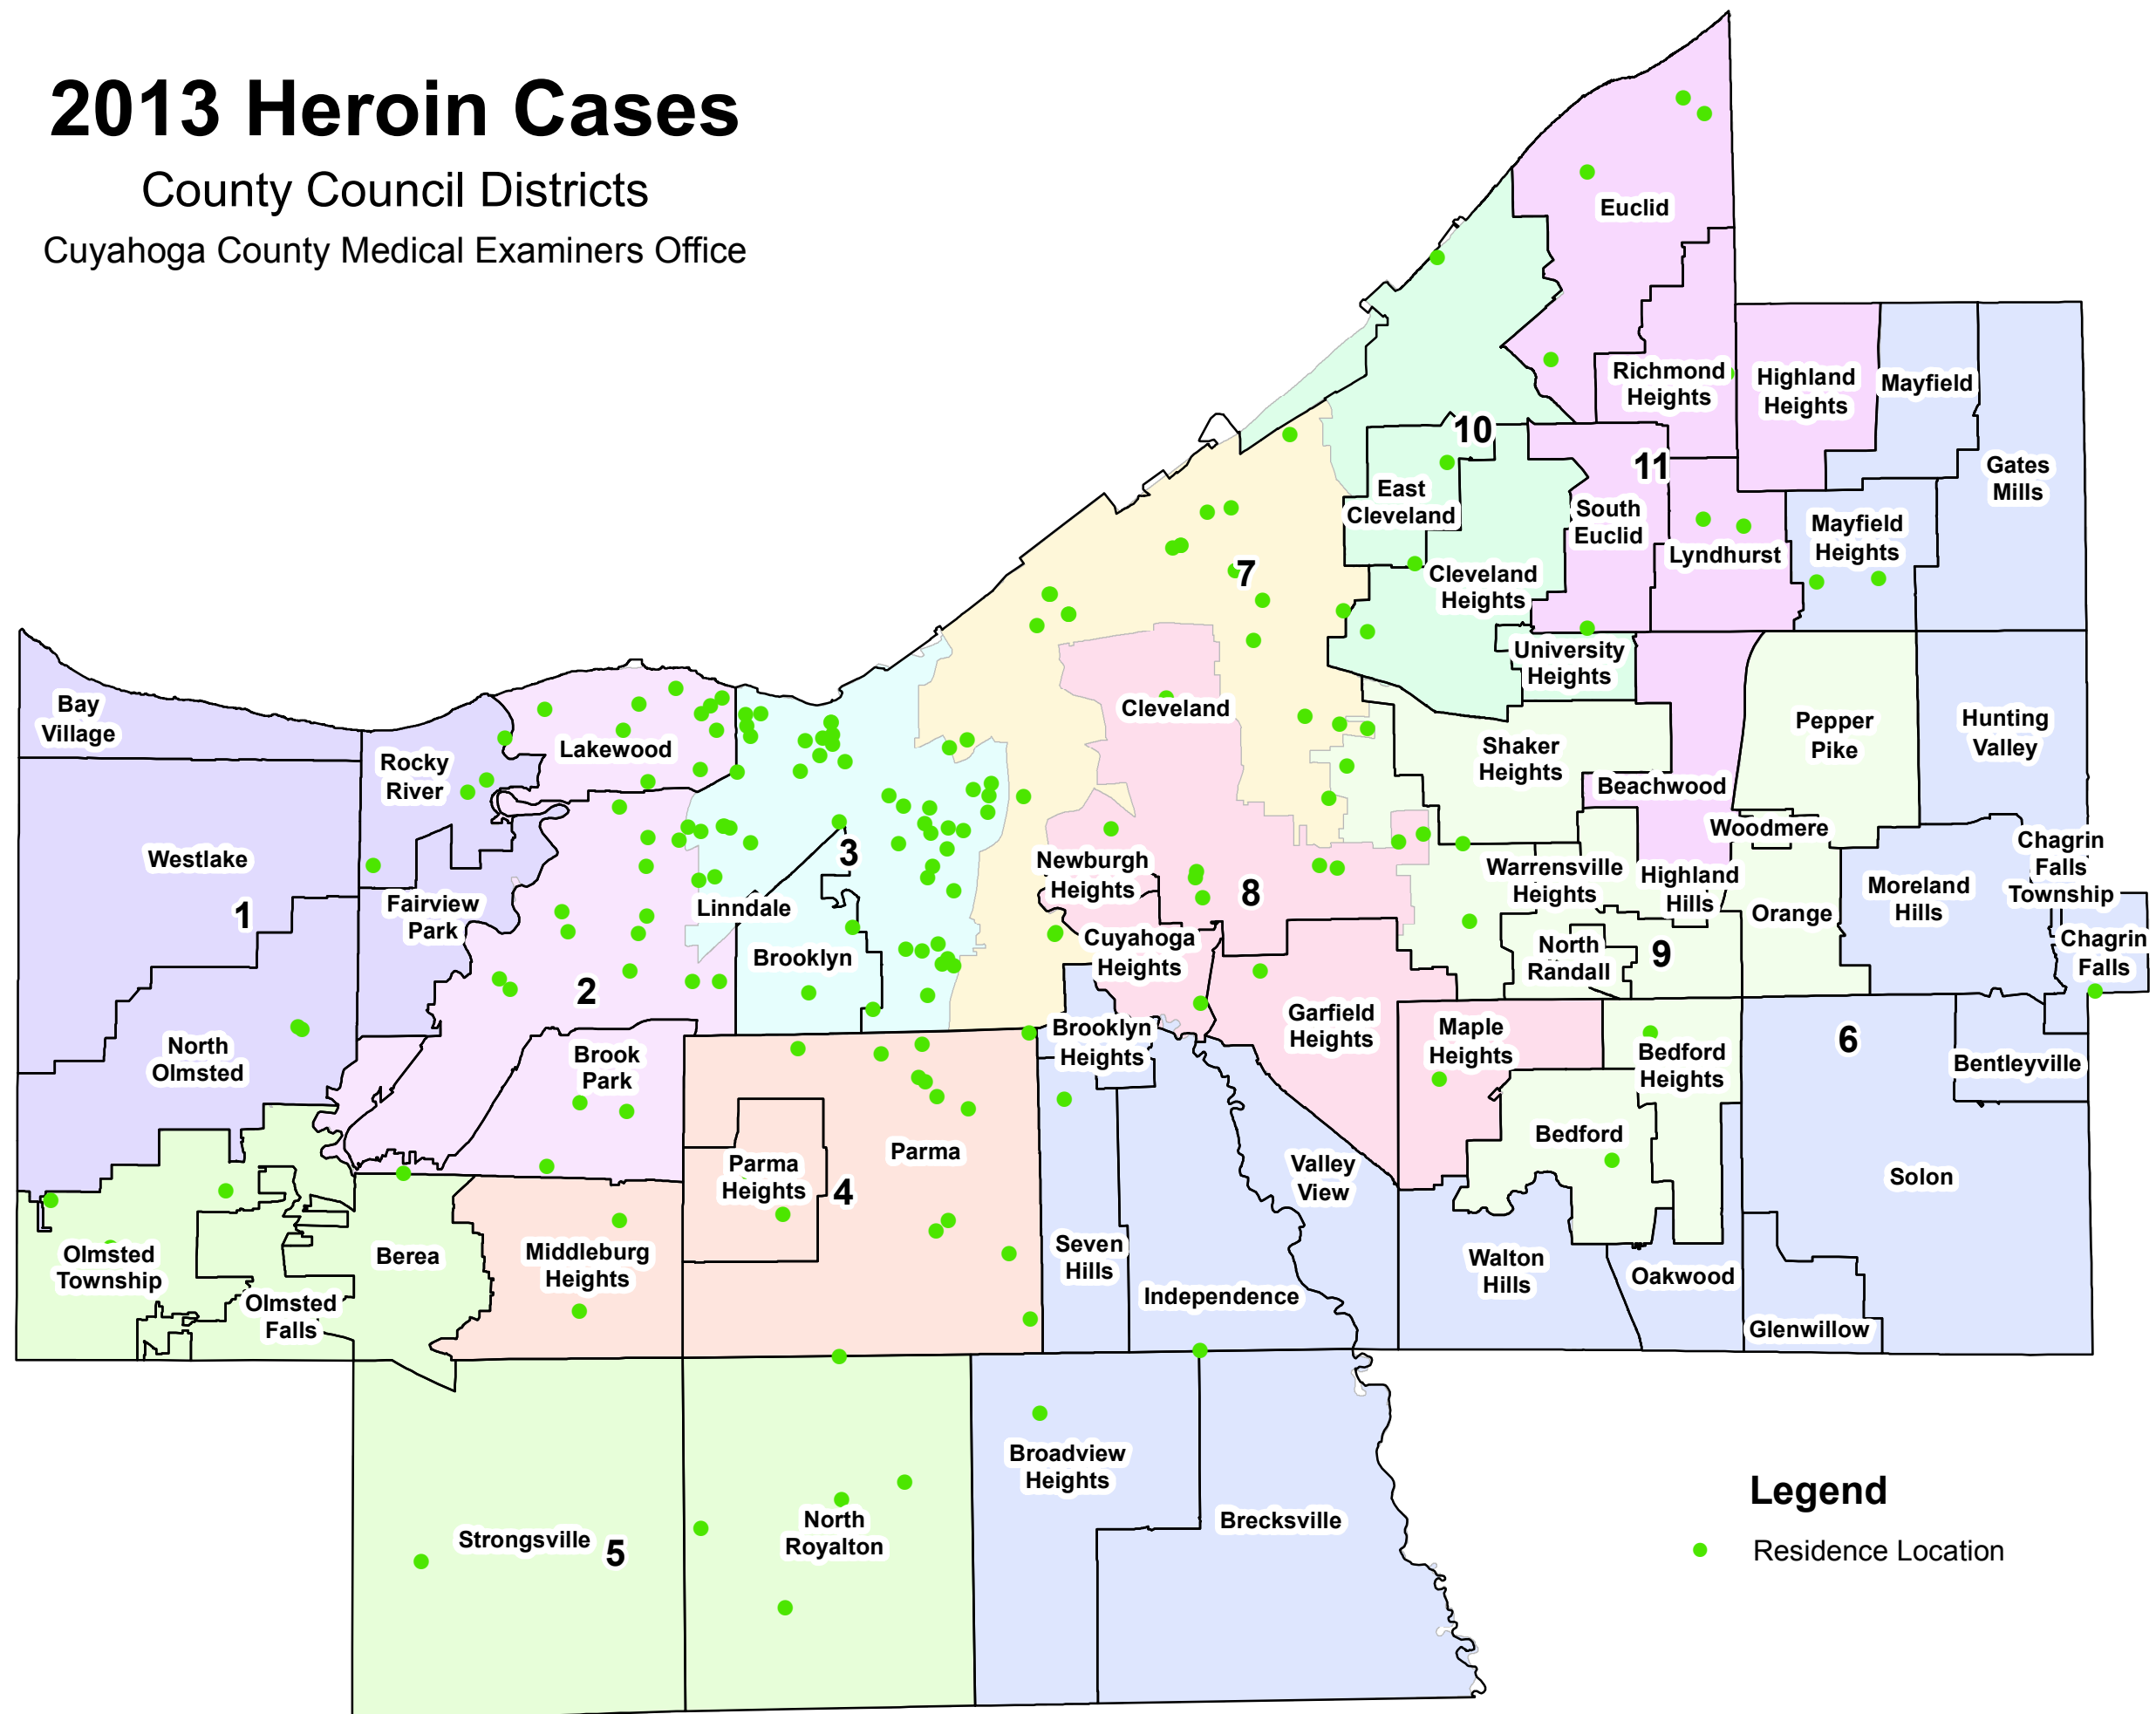 2013 Heroin Cases
County Council Districts
Cuyahoga County Medical Examiners Office
Euclid
Richmond
Heights
Highland
Heights
Mayfield
10
11
Gates
Mills
East
Cleveland
South
Euclid
Mayfield
Heights
Lyndhurst
7
Cleveland
Heights
University
Heights
Bay
Village
Cleveland
Pepper
Pike
Hunting
Valley
Lakewood
Rocky
River
Shaker
Heights
Beachwood
Woodmere
Chagrin
Falls
Township
Westlake
3
Newburgh
Heights
Warrensville
Heights
Highland
Hills
Moreland
Hills
1
Fairview
Park
Linndale
8
Orange
Brooklyn
Cuyahoga
Heights
North
Randall
9
Chagrin
Falls
2
North
Olmsted
Brook
Park
Brooklyn
Heights
Garfield
Heights
Maple
Heights
Bedford
Heights
6
Bentleyville
Parma
Heights
4
Parma
Bedford
Valley
View
Solon
Olmsted
Township
Berea
Middleburg
Heights
Seven
Hills
Walton
Hills
Oakwood
Olmsted
Falls
Independence
Glenwillow
Broadview
Heights
Strongsville
5
North
Royalton
Brecksville
Legend
Residence Location